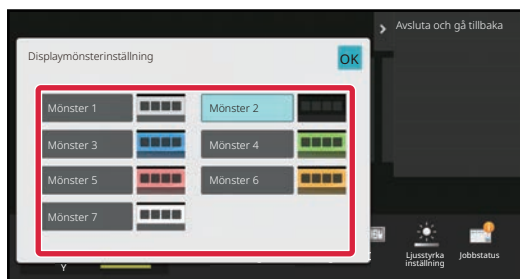 Avsluta och gå tillbaka
Displaymönsterinställning
OK
Mönster 1
Mönster 2
Mönster 3
Mönster 4
Mönster 5
Mönster 6
Mönster 7
Y
Ljusstyrka
inställning
Jobbstatus